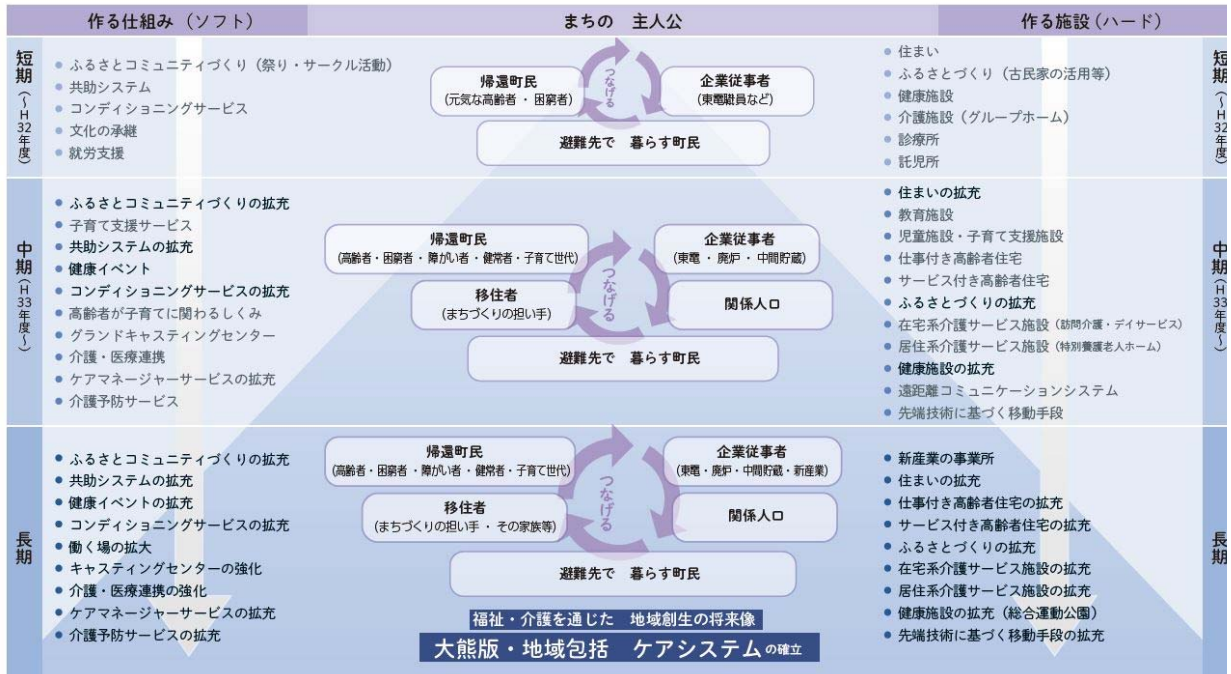 作る仕組み（ソフト）
まちの　主人公
作る施設（ハード）
短期（～H32年度）
ふるさとコミュニティづくり（祭り・サークル活動）
共助システム
コンディショニングサービス
文化の承継
就労支援
帰還町民
（元気な高齢者・困窮者）
つなげる
企業従事者
（東電職員など）
避難先で　暮らす町民
住まい
ふるさとづくり（古民家の活用等）
健康施設
介護施設（グループホーム）
診療所
託児所
短期（～H32年度）
中期（H33年度～）
ふるさとコミュニティづくりの拡充
子育て支援サービス
共助システムの拡充
健康イベント
コンディショニングサービスの拡充
高齢者が子育てに関わるしくみ
グランドキャスティングセンター
介護・医療連携
ケアマネージャーサービスの拡充
介護予防サービス
帰還町民
（高齢者・困窮者・障がい者・健常者・子育て世代）
つなげる
企業従事者
（東電・廃炉・中間貯蔵）
移住者
（まちづくりの担い手）
関係人口
避難先で　暮らす町民
住まいの拡充
教育施設
児童施設・子育て支援施設
仕事付き高齢者住宅
サービス付き高齢者住宅
ふるさとづくりの拡充
在宅系介護サービス施設（訪問介護・デイサービス）
居住系介護サービス施設（特別養護老人ホーム）
健康施設の拡充
遠距離コミュニケーションシステム
先端技術に基づく移動手段
中期（H33年度～）
長期
ふるさとコミュニティづくりの拡充
共助システムの拡充
健康イベントの拡充
コンディショニングサービスの拡充
働く場の拡大
キャスティングセンターの強化
介護・医療連携の強化
ケアマネージャーサービスの拡充
介護予防サービスの拡充
帰還町民
（高齢者・困窮者・障がい者・健常者・子育て世代）
つなげる
企業従事者
（東電・廃炉・中間貯蔵・新産業）
移住者
（まちづくりの担い手・その家族等）
関係人口
避難先で　暮らす町民
福祉・介護を通じた　地域創生の将来像
大熊版・地域包括　ケアシステムの確立
新産業の事業所
住まいの拡充
仕事付き高齢者住宅の拡充
サービス付き高齢者住宅の拡充
ふるさとづくりの拡充
在宅系介護サービス施設の拡充
居住系介護サービス施設の拡充
健康施設の拡充（総合運動公園）
先端技術に基づく移動手段の拡充
長期